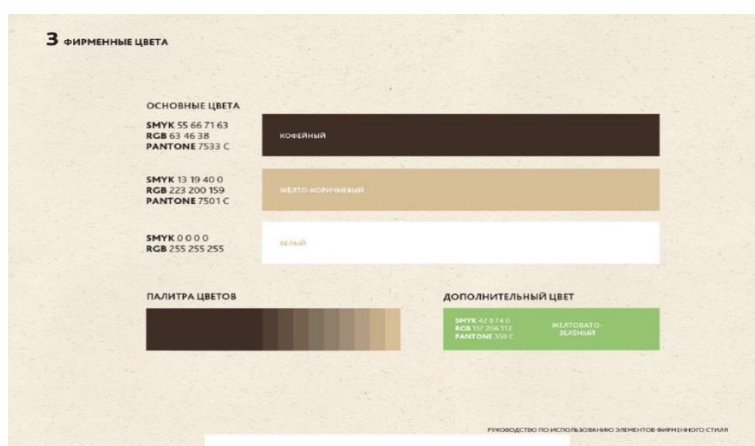 3 ФИРМЕННЫЕ ЦВЕТА
ОСНОВНЫЕ ЦВЕТА
SMYK 55 66 71 63
RGB 63 46 38
PANTONE 7533 C
КОФЕЙНЫЙ
SMYK 13 19 40 0
RGB 223 200 159
PANTONE 7501 C
ЖЕЛТО-КОРИЧНЕВЫЙ
SMYK 0 0 0 0
RGB 255 255 255
БЕЛЫЙ
ПАЛИТРА ЦВЕТОВ
ДОПОЛНИТЕЛЬНЫЙ ЦВЕТ
SMYK 42 0 74 0
RGB 157 206 112
PANTONE 359 C
ЖЕЛТОВАТО-
ЗЕЛЁНЫЙ
РУКОВОДСТВО ПО ИСПОЛЬЗОВАНИЮ ЭЛЕМЕНТОВ ФИРМЕННОГО СТИЛЯ